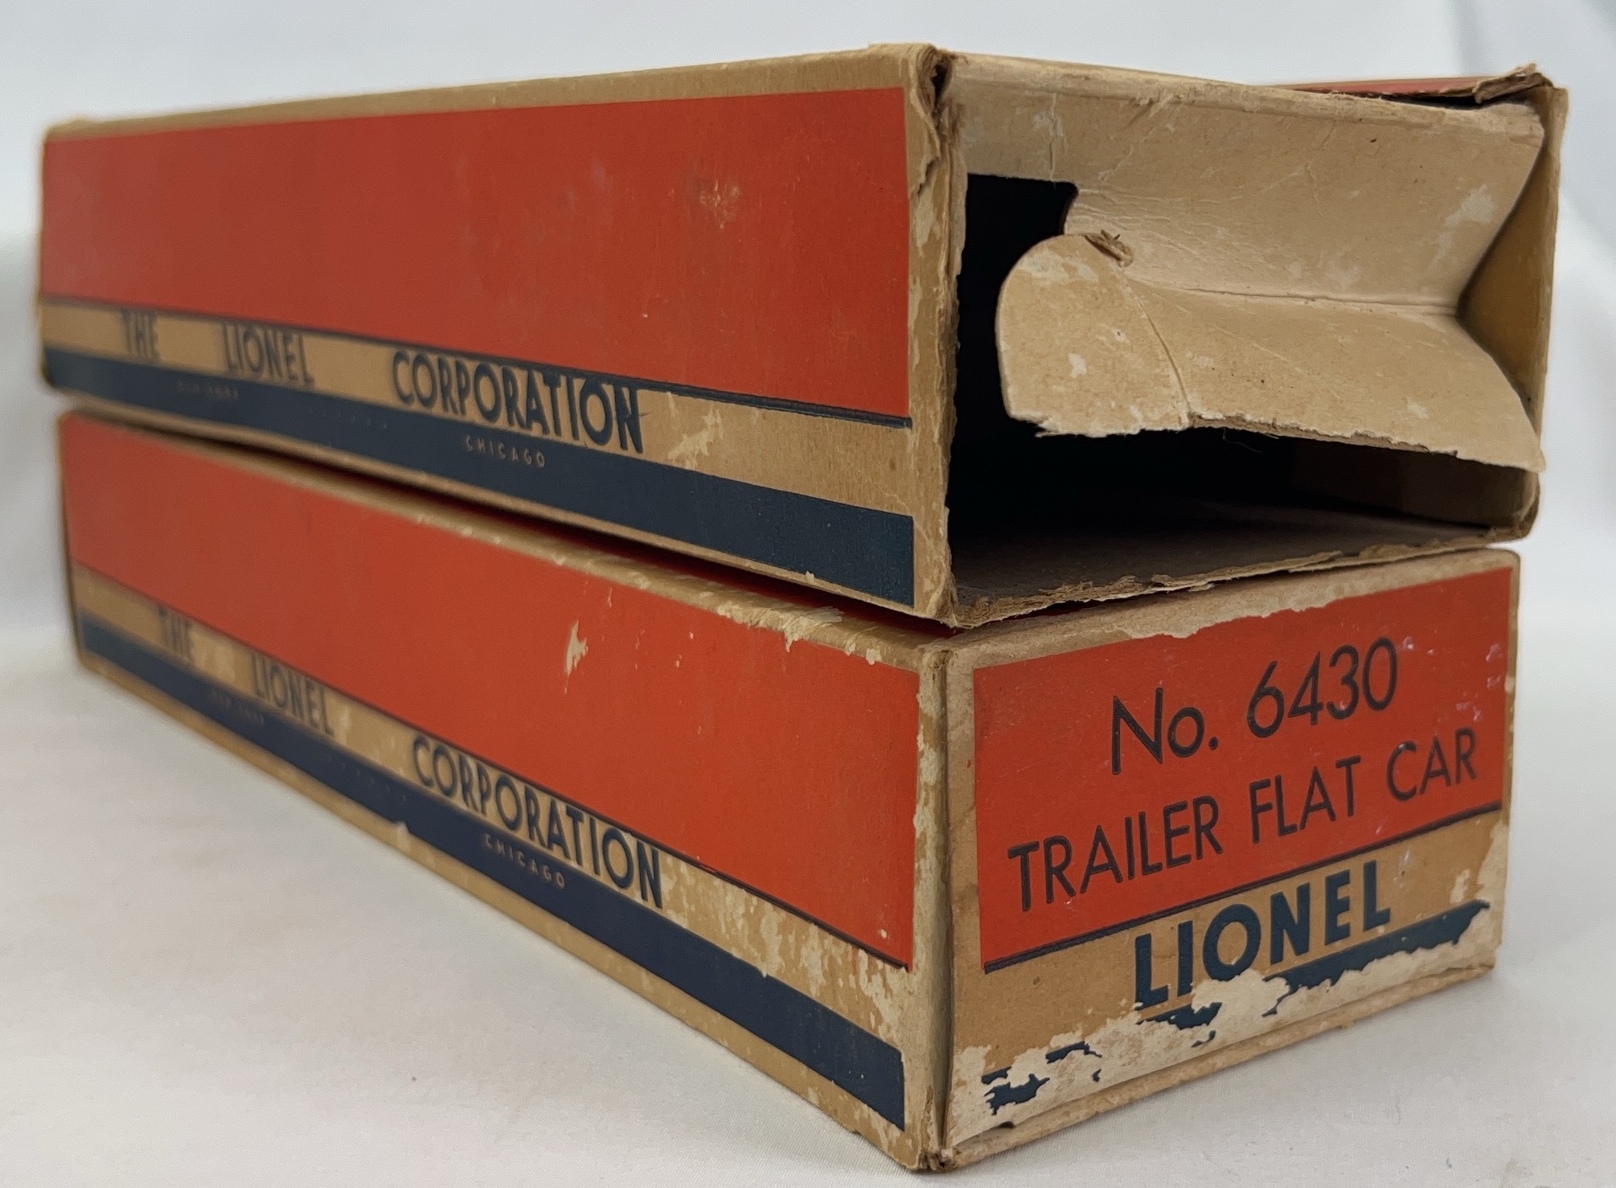 THE LIONEL CORPORATION
CHICAGO
THE LIONEL CORPORATION
CHICAGO
No. 6430
TRAILER FLAT CAR
LIONEL